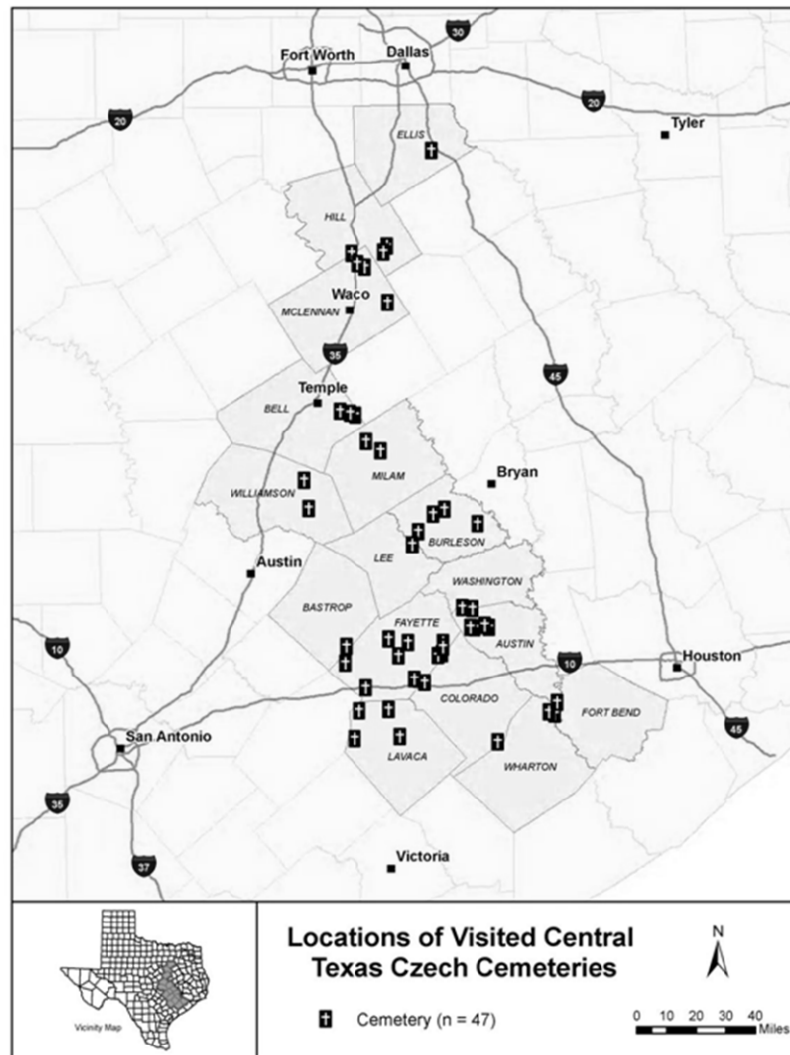 30
Fort Worth
Dallas
20
20
Tyler
ELLIS
HILL
Waco
MCLENNAN
35
45
Temple
BELL
MILAM
Bryan
WILLIAMSON
BURLESON
LEE
Austin
WASHINGTON
BASTROP
FAYETTE
AUSTIN
10
10
Houston
COLORADO
FORT BEND
45
San Antonio
LAVACA
WHARTON
35
Victoria
37
Locations of Visited Central
Texas Czech Cemeteries
N
Cemetery (n = 47)
0 10 20 30 40
Miles
Vicinity Map